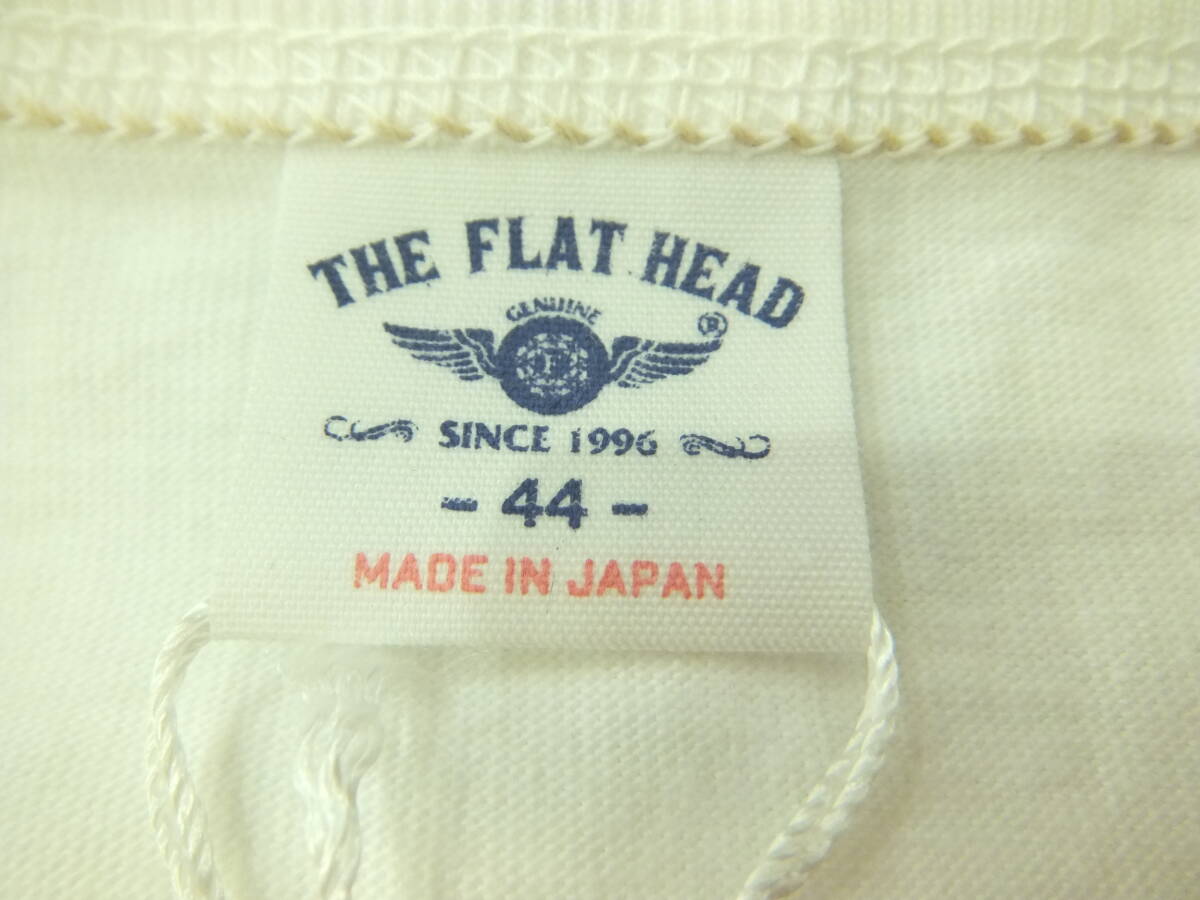 THE FLAT HEAD
GENUINE
®
F
SINCE 1996
- 44 -
MADE IN JAPAN